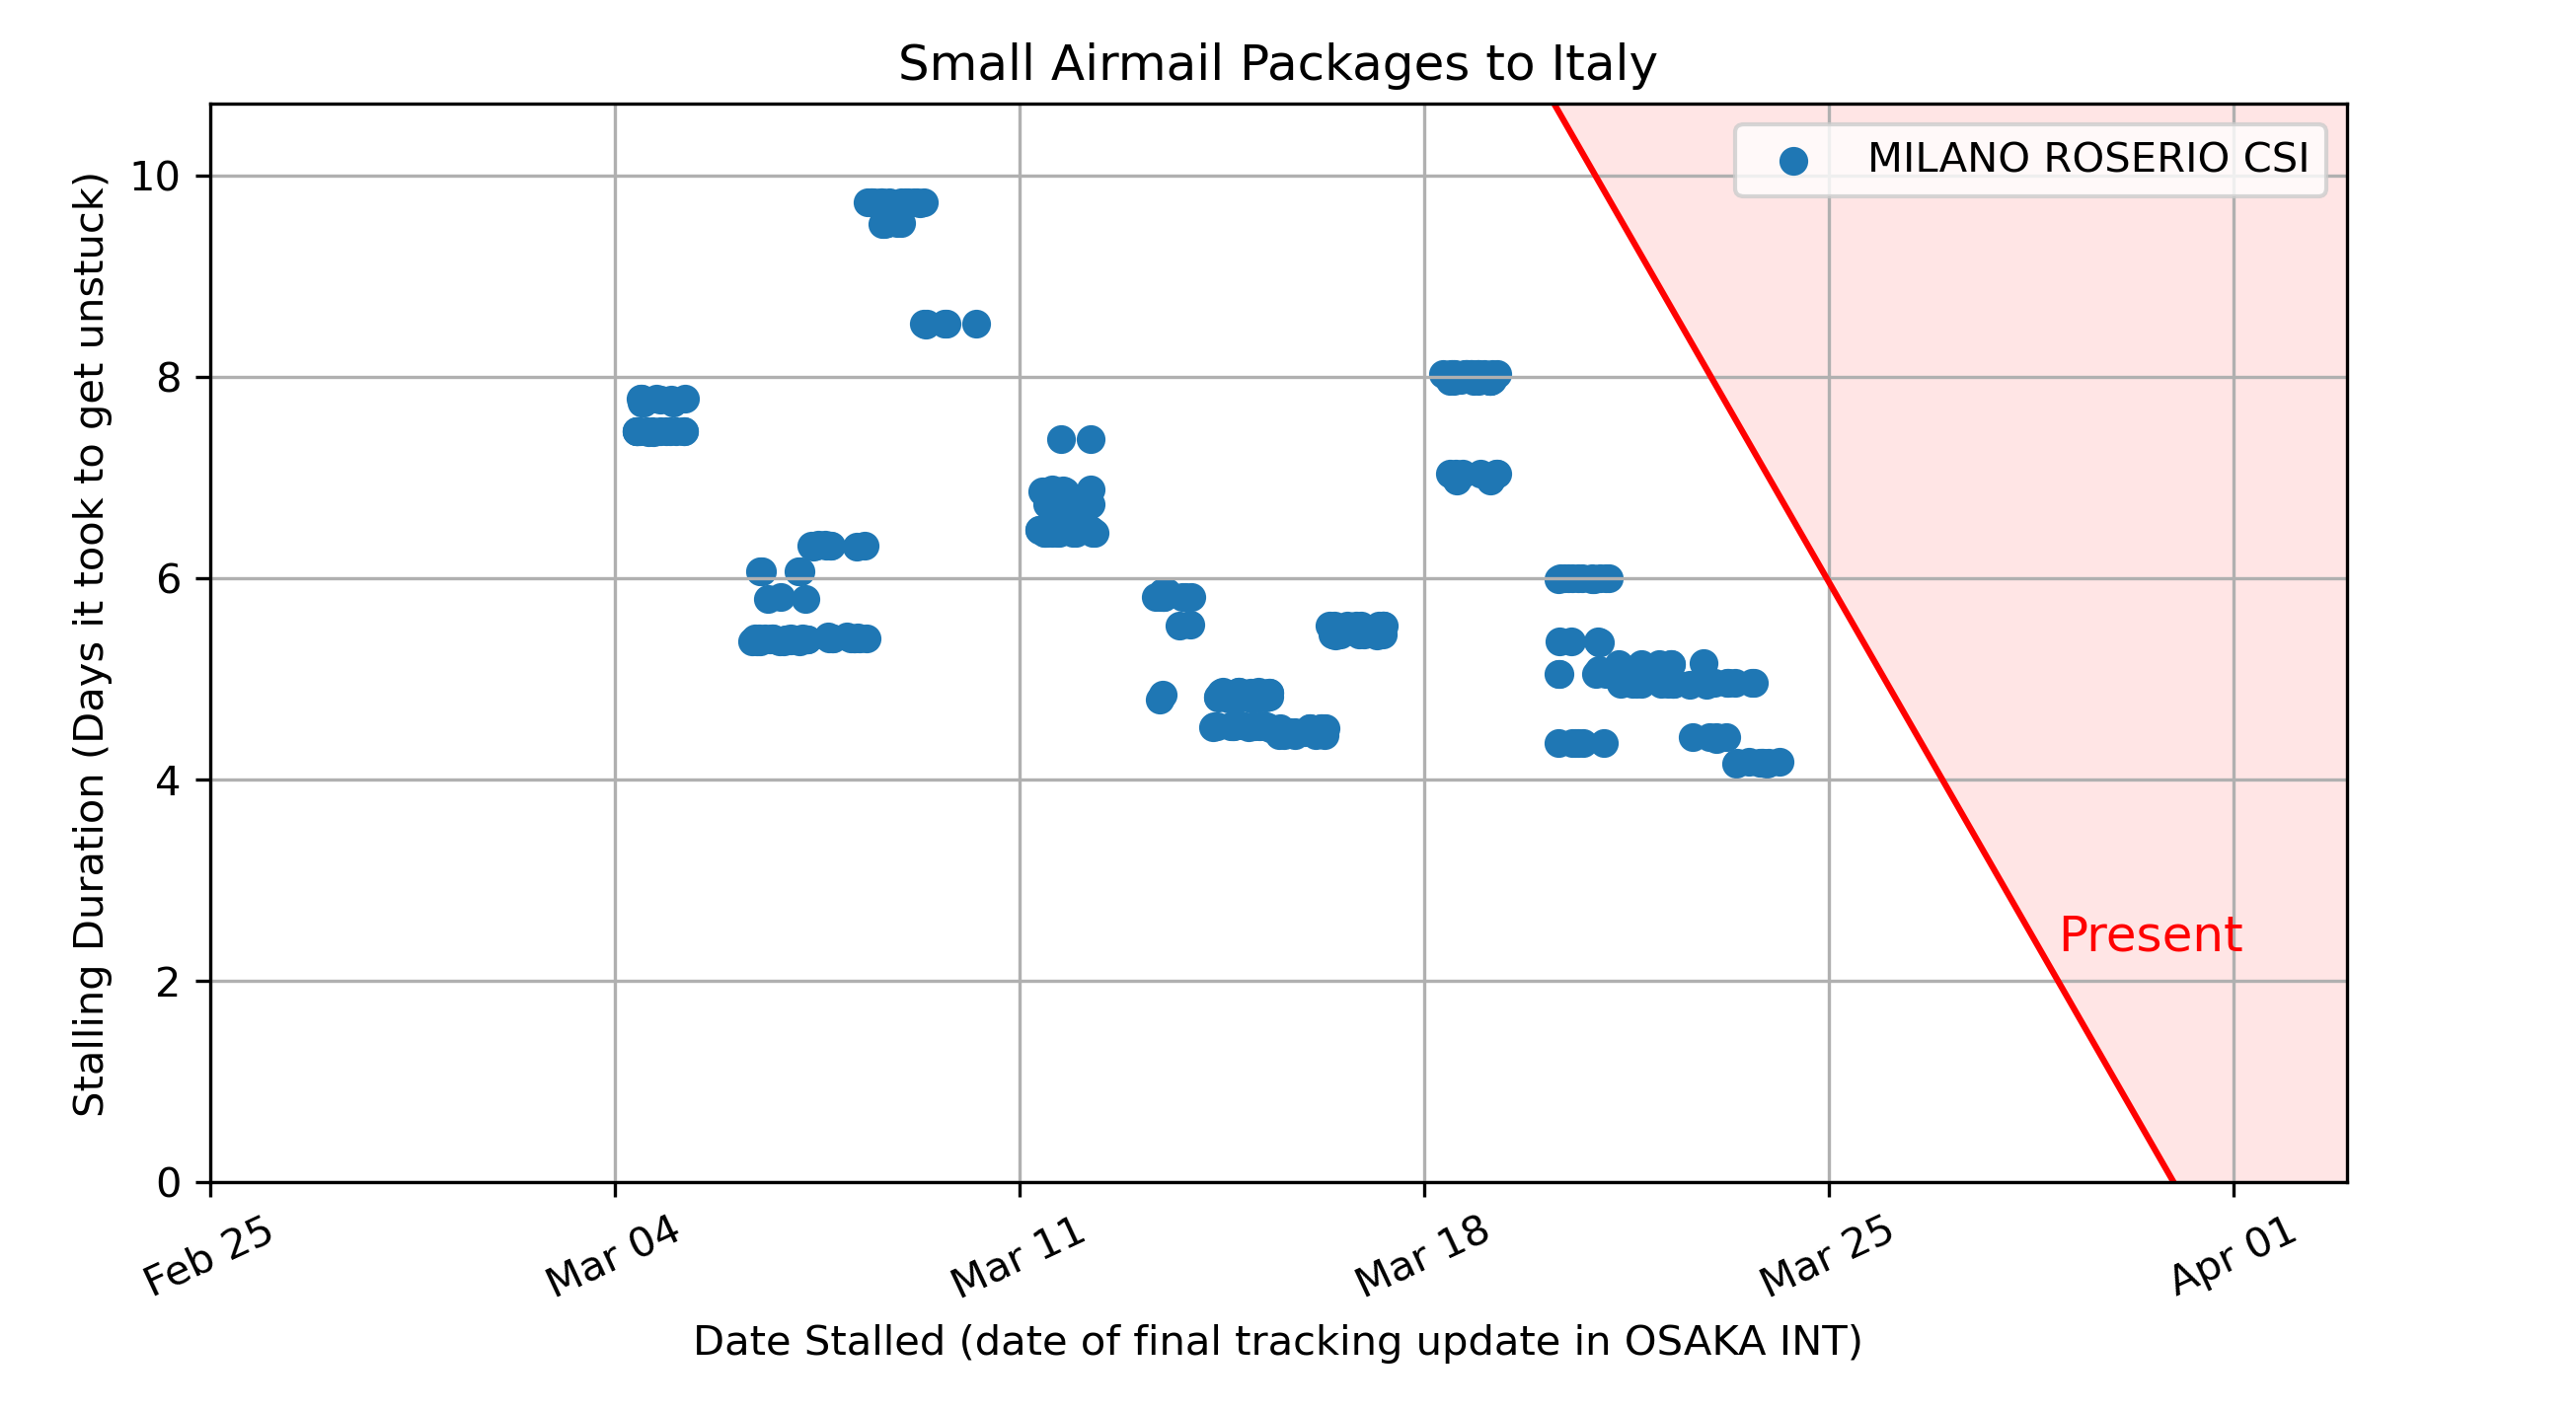 Small Airmail Packages to Italy
MILANO ROSERIO CSI
Stalling Duration (Days it took to get unstuck)
10
8
6
4
2
0
Present
Feb 25
Mar 04
Mar 11
Mar 18
Mar 25
Apr 01
Date Stalled (date of final tracking update in OSAKA INT)